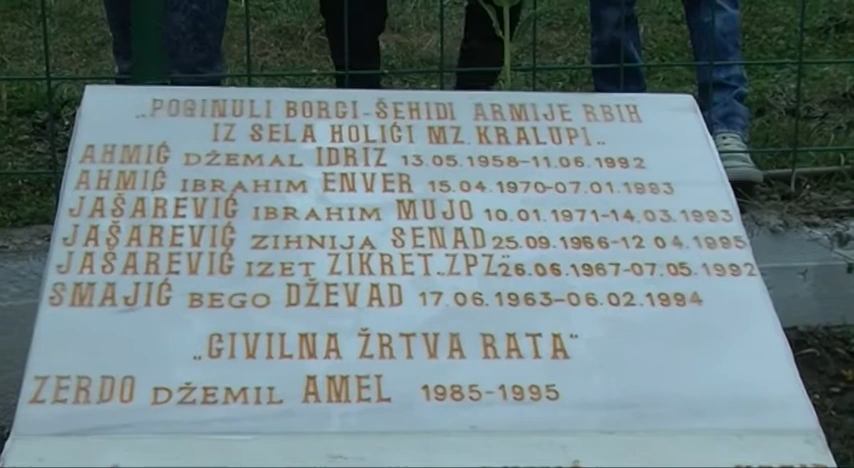 „POGINULI BORGI-ŠEHIDI ARMIJE RBIH
IZ SELA HOLIĆI MZ.KRALUPI„
AHMIĆ DŽEMAL IDRIZ 13.05.1958-11.06.1992
AHMIĆ IBRAHIM ENVER 15.04.1970-07.01.1993
JAŠAREVIĆ IBRAHIM MUJO 10.01.1971-14.03.1993
JAŠAREVIĆ ZIHNIJA SENAD 25.09.1966-12.04.1995
JAŠAREVIĆ IZET ZIKRET„ZPZ"26.06.1967-07.05.1992
SMAJIĆ BEGO DŽEVAD 17.06.1963-06.02.1994
„GIVILNA ŽRTVA RATA"
ZERDO DŽEMIL AMEL 1985-1995